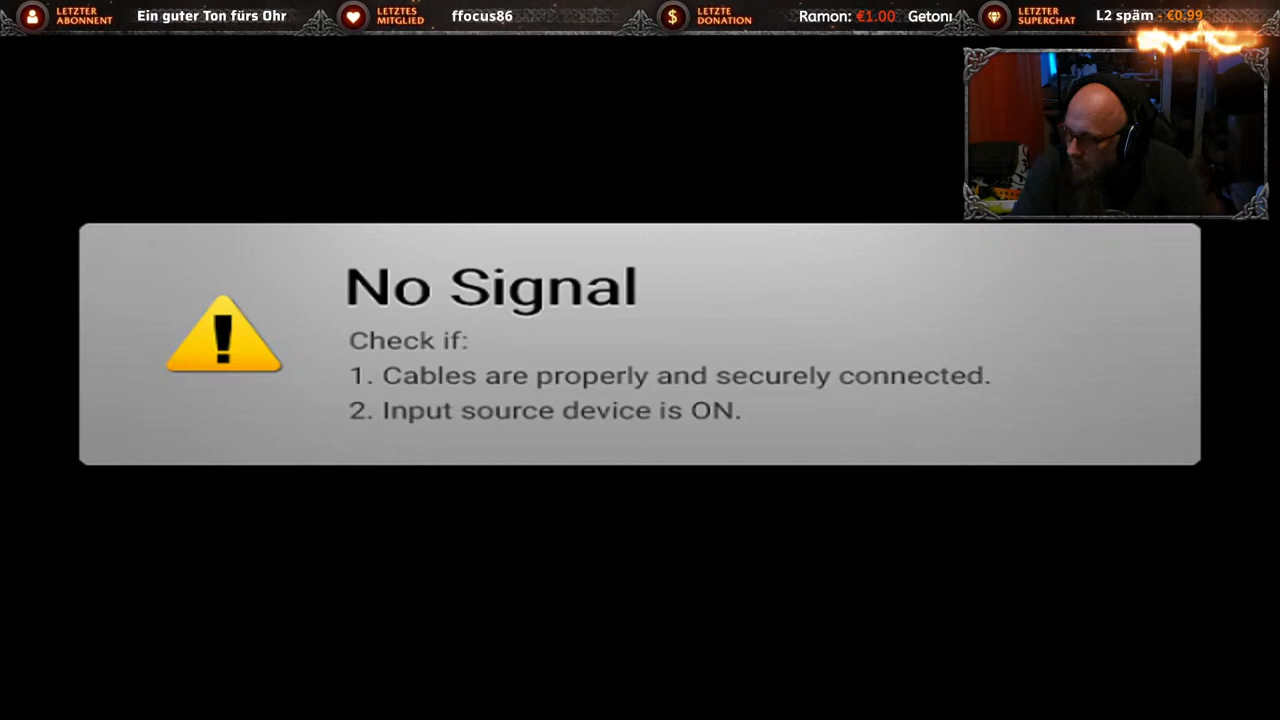 LETZTER ABONNENT Ein guter Ton fürs Ohr
LETZTES MITGLIED ffocus86
LETZTE DONATION Ramon: €1.00 Getoni
LETZTER SUPERCHAT L2 späm - €0.99
No Signal
Check if:
1. Cables are properly and securely connected.
2. Input source device is ON.